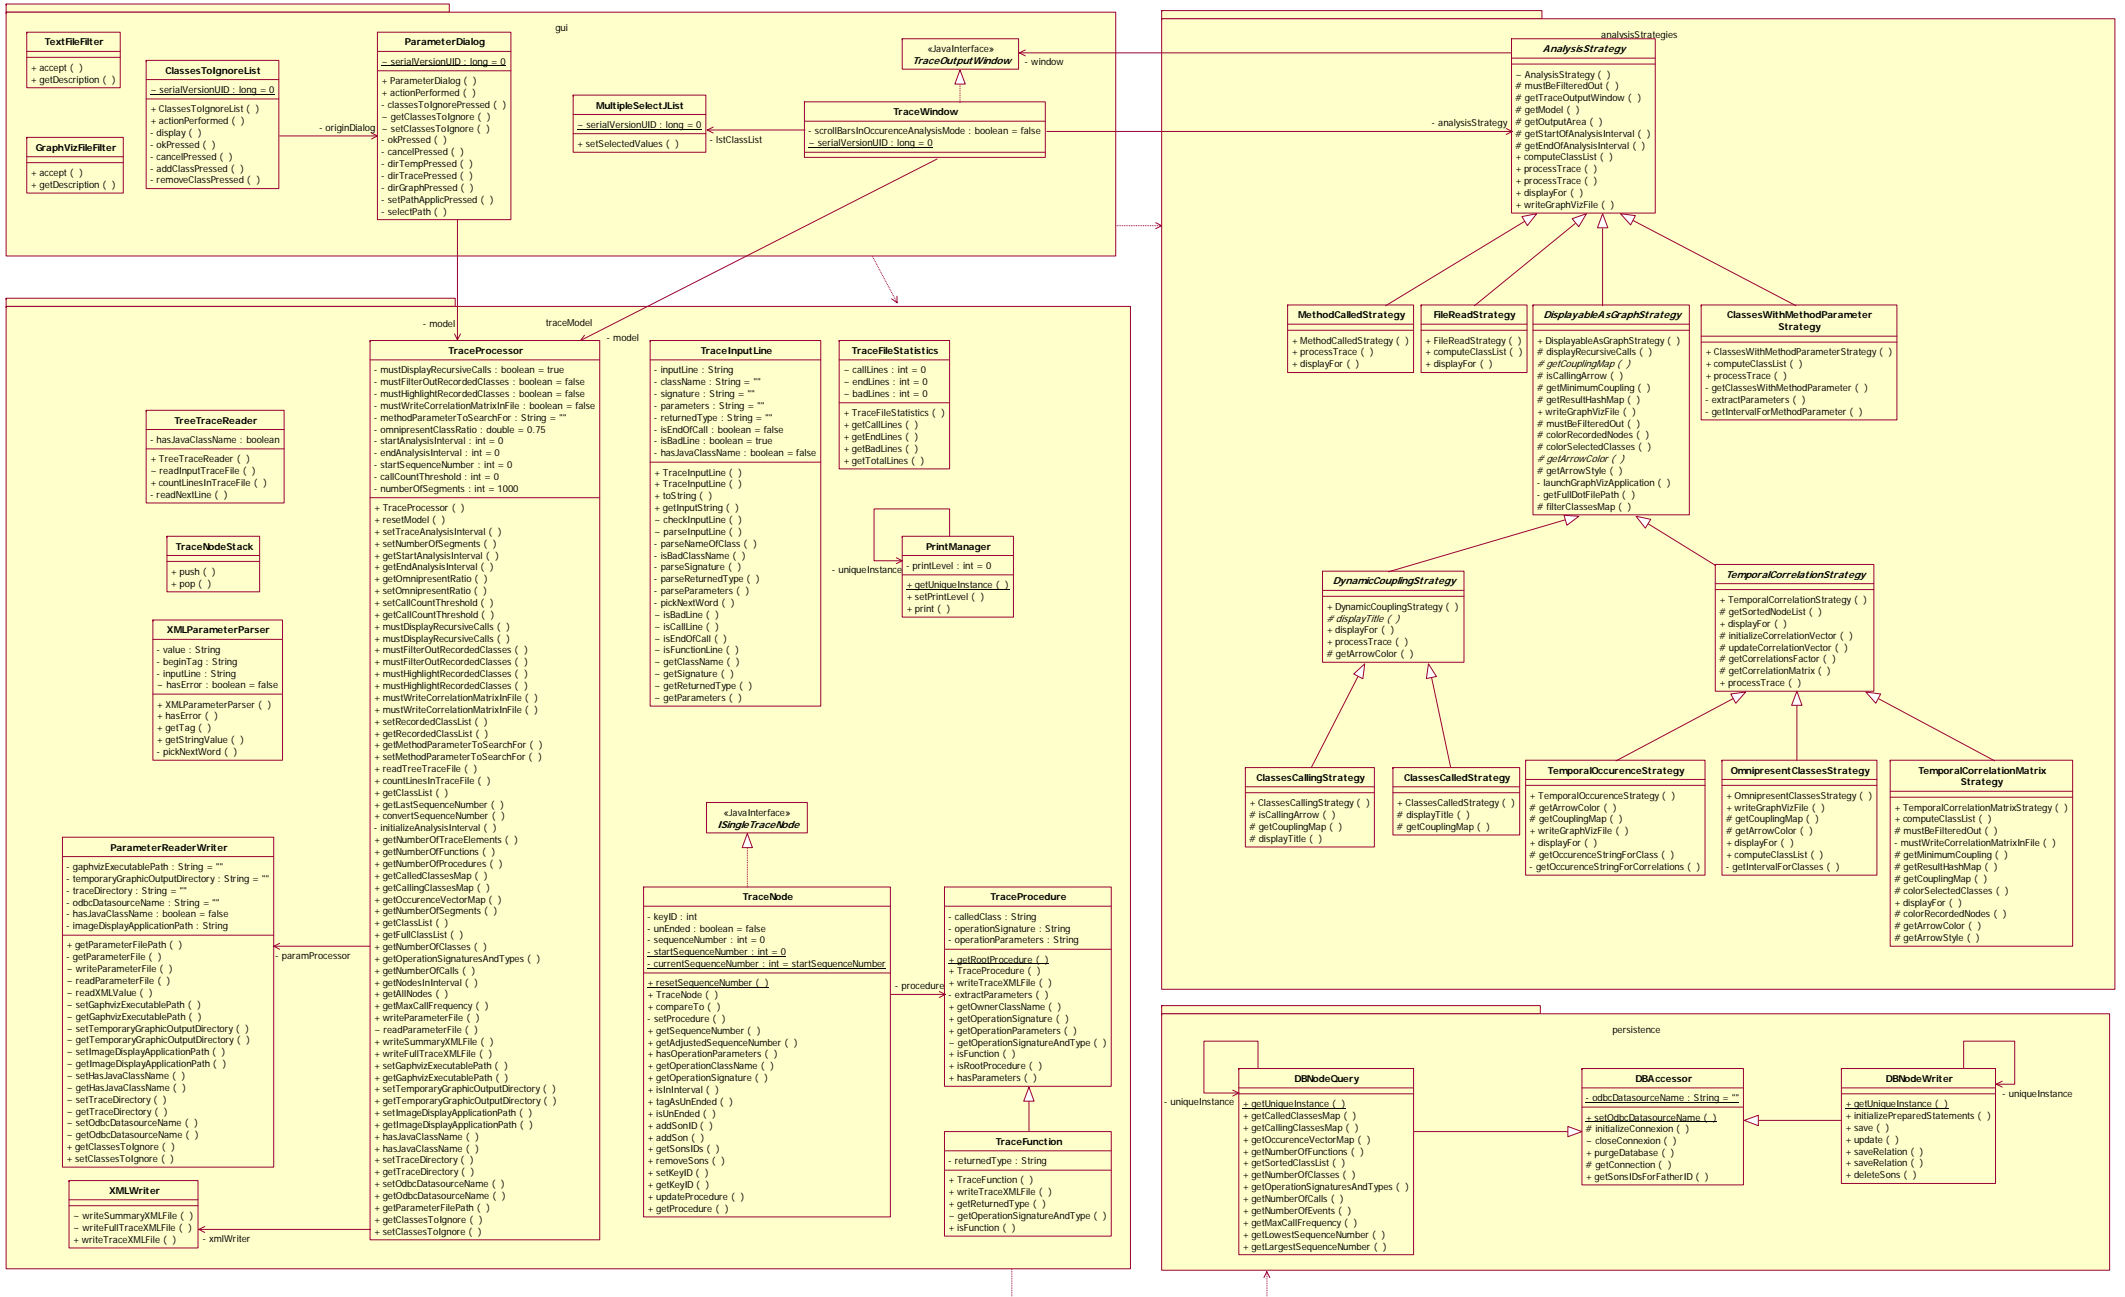 gui
TextFileFilter
+ accept ( )
+ getDescription ( )
GraphVizFileFilter
+ accept ( )
+ getDescription ( )
ClassesToIgnoreList
~ serialVersionUID : long = 0
+ ClassesToIgnoreList ( )
+ actionPerformed ( )
- display ( )
- okPressed ( )
- cancelPressed ( )
- addClassPressed ( )
- removeClassPressed ( )
- originDialog
ParameterDialog
~ serialVersionUID : long = 0
+ ParameterDialog ( )
+ actionPerformed ( )
- classesToIgnorePressed ( )
~ getClassesToIgnore ( )
~ setClassesToIgnore ( )
- okPressed ( )
- cancelPressed ( )
- dirTempPressed ( )
- dirTracePressed ( )
- dirGraphPressed ( )
- setPathApplicPressed ( )
- selectPath ( )
MultipleSelectJList
~ serialVersionUID : long = 0
+ setSelectedValues ( )
- lstClassList
«JavaInterface»
TraceOutputWindow
- window
TraceWindow
- scrollBarsInOccurenceAnalysisMode : boolean = false
~ serialVersionUID : long = 0
- analysisStrategy
analysisStrategies
AnalysisStrategy
~ AnalysisStrategy ( )
# mustBeFilteredOut ( )
# getTraceOutputWindow ( )
# getModel ( )
# getOutputArea ( )
# getStartOfAnalysisInterval ( )
# getEndOfAnalysisInterval ( )
+ computeClassList ( )
+ processTrace ( )
+ processTrace ( )
+ displayFor ( )
+ writeGraphVizFile ( )
MethodCalledStrategy
+ MethodCalledStrategy ( )
+ processTrace ( )
+ displayFor ( )
FileReadStrategy
+ FileReadStrategy ( )
+ computeClassList ( )
+ displayFor ( )
DisplayableAsGraphStrategy
+ DisplayableAsGraphStrategy ( )
# displayRecursiveCalls ( )
# getCouplingMap ( )
# isCallingArrow ( )
# getMinimumCoupling ( )
# getResultHashMap ( )
+ writeGraphVizFile ( )
# mustBeFilteredOut ( )
# colorRecordedNodes ( )
# colorSelectedClasses ( )
# getArrowColor ( )
# getArrowStyle ( )
- launchGraphVizApplication ( )
- getFullDotFilePath ( )
# filterClassesMap ( )
ClassesWithMethodParameter
Strategy
+ ClassesWithMethodParameterStrategy ( )
+ computeClassList ( )
+ processTrace ( )
- getClassesWithMethodParameter ( )
- extractParameters ( )
- getIntervalForMethodParameter ( )
DynamicCouplingStrategy
+ DynamicCouplingStrategy ( )
# displayTitle ( )
+ displayFor ( )
+ processTrace ( )
# getArrowColor ( )
TemporalCorrelationStrategy
+ TemporalCorrelationStrategy ( )
# getSortedNodeList ( )
+ displayFor ( )
# initializeCorrelationVector ( )
# updateCorrelationVector ( )
# getCorrelationsFactor ( )
# getCorrelationMatrix ( )
+ processTrace ( )
ClassesCallingStrategy
+ ClassesCallingStrategy ( )
# isCallingArrow ( )
# getCouplingMap ( )
# displayTitle ( )
ClassesCalledStrategy
+ ClassesCalledStrategy ( )
# displayTitle ( )
# getCouplingMap ( )
TemporalOccurenceStrategy
+ TemporalOccurenceStrategy ( )
# getArrowColor ( )
# getCouplingMap ( )
+ writeGraphVizFile ( )
+ displayFor ( )
# getOccurenceStringForClass ( )
- getOccurenceStringForCorrelations ( )
OmnipresentClassesStrategy
+ OmnipresentClassesStrategy ( )
+ writeGraphVizFile ( )
# getCouplingMap ( )
# getArrowColor ( )
+ displayFor ( )
+ computeClassList ( )
- getIntervalForClasses ( )
TemporalCorrelationMatrix
Strategy
+ TemporalCorrelationMatrixStrategy ( )
+ computeClassList ( )
# mustBeFilteredOut ( )
- mustWriteCorrelationMatrixInFile ( )
# getMinimumCoupling ( )
# getResultHashMap ( )
# getCouplingMap ( )
# colorSelectedClasses ( )
+ displayFor ( )
# colorRecordedNodes ( )
# getArrowColor ( )
# getArrowStyle ( )
traceModel
- model
- model
TreeTraceReader
- hasJavaClassName : boolean
+ TreeTraceReader ( )
~ readInputTraceFile ( )
+ countLinesInTraceFile ( )
- readNextLine ( )
TraceNodeStack
+ push ( )
+ pop ( )
XMLParameterParser
- value : String
- beginTag : String
- inputLine : String
~ hasError : boolean = false
+ XMLParameterParser ( )
+ hasError ( )
+ getTag ( )
+ getStringValue ( )
- pickNextWord ( )
ParameterReaderWriter
- gaphvizExecutablePath : String = ""
- temporaryGraphicOutputDirectory : String = ""
- traceDirectory : String = ""
- odbcDatasourceName : String = ""
- hasJavaClassName : boolean = false
- imageDisplayApplicationPath : String
+ getParameterFilePath ( )
- getParameterFile ( )
~ writeParameterFile ( )
~ readParameterFile ( )
~ readXMLValue ( )
~ setGaphvizExecutablePath ( )
~ getGaphvizExecutablePath ( )
~ setTemporaryGraphicOutputDirectory ( )
~ getTemporaryGraphicOutputDirectory ( )
~ setImageDisplayApplicationPath ( )
~ getImageDisplayApplicationPath ( )
~ setHasJavaClassName ( )
~ getHasJavaClassName ( )
~ setTraceDirectory ( )
~ getTraceDirectory ( )
~ setOdbcDatasourceName ( )
~ getOdbcDatasourceName ( )
+ getClassesToIgnore ( )
+ setClassesToIgnore ( )
- paramProcessor
XMLWriter
~ writeSummaryXMLFile ( )
~ writeFullTraceXMLFile ( )
+ writeTraceXMLFile ( )
- xmlWriter
TraceProcessor
- mustDisplayRecursiveCalls : boolean = true
- mustFilterOutRecordedClasses : boolean = false
- mustHighlightRecordedClasses : boolean = false
- mustWriteCorrelationMatrixInFile : boolean = false
- methodParameterToSearchFor : String = ""
- omnipresentClassRatio : double = 0.75
- startAnalysisInterval : int = 0
- endAnalysisInterval : int = 0
- startSequenceNumber : int = 0
- callCountThreshold : int = 0
- numberOfSegments : int = 1000
+ TraceProcessor ( )
+ resetModel ( )
+ setTraceAnalysisInterval ( )
+ setNumberOfSegments ( )
+ getStartAnalysisInterval ( )
+ getEndAnalysisInterval ( )
+ getOmnipresentRatio ( )
+ setOmnipresentRatio ( )
+ setCallCountThreshold ( )
+ getCallCountThreshold ( )
+ mustDisplayRecursiveCalls ( )
+ mustDisplayRecursiveCalls ( )
+ mustFilterOutRecordedClasses ( )
+ mustFilterOutRecordedClasses ( )
+ mustHighlightRecordedClasses ( )
+ mustHighlightRecordedClasses ( )
+ mustWriteCorrelationMatrixInFile ( )
+ mustWriteCorrelationMatrixInFile ( )
+ setRecordedClassList ( )
+ getRecordedClassList ( )
+ getMethodParameterToSearchFor ( )
+ setMethodParameterToSearchFor ( )
+ readTreeTraceFile ( )
+ countLinesInTraceFile ( )
+ getClassList ( )
+ getLastSequenceNumber ( )
+ convertSequenceNumber ( )
- initializeAnalysisInterval ( )
+ getNumberOfTraceElements ( )
+ getNumberOfFunctions ( )
+ getNumberOfProcedures ( )
+ getCalledClassesMap ( )
+ getCallingClassesMap ( )
+ getOccurenceVectorMap ( )
+ getNumberOfSegments ( )
+ getClassList ( )
+ getFullClassList ( )
+ getNumberOfClasses ( )
+ getOperationSignaturesAndTypes ( )
+ getNumberOfCalls ( )
+ getNodesInInterval ( )
+ getAllNodes ( )
+ getMaxCallFrequency ( )
+ writeParameterFile ( )
~ readParameterFile ( )
+ writeSummaryXMLFile ( )
+ writeFullTraceXMLFile ( )
+ setGaphvizExecutablePath ( )
+ getGaphvizExecutablePath ( )
+ setTemporaryGraphicOutputDirectory ( )
+ getTemporaryGraphicOutputDirectory ( )
+ setImageDisplayApplicationPath ( )
+ getImageDisplayApplicationPath ( )
+ hasJavaClassName ( )
+ hasJavaClassName ( )
+ setTraceDirectory ( )
+ getTraceDirectory ( )
+ setOdbcDatasourceName ( )
+ getOdbcDatasourceName ( )
+ getParameterFilePath ( )
+ getClassesToIgnore ( )
+ setClassesToIgnore ( )
TraceInputLine
- inputLine : String
- className : String = ""
- signature : String = ""
- parameters : String = ""
- returnedType : String = ""
- isEndOfCall : boolean = false
- isBadLine : boolean = true
- hasJavaClassName : boolean = false
+ TraceInputLine ( )
+ TraceInputLine ( )
+ toString ( )
+ getInputString ( )
~ checkInputLine ( )
~ parseInputLine ( )
- parseNameOfClass ( )
- isBadClassName ( )
- parseSignature ( )
- parseReturnedType ( )
- parseParameters ( )
- pickNextWord ( )
~ isBadLine ( )
~ isCallLine ( )
~ isEndOfCall ( )
~ isFunctionLine ( )
~ getClassName ( )
~ getSignature ( )
~ getReturnedType ( )
~ getParameters ( )
TraceFileStatistics
~ callLines : int = 0
~ endLines : int = 0
~ badLines : int = 0
+ TraceFileStatistics ( )
+ getCallLines ( )
+ getEndLines ( )
+ getBadLines ( )
+ getTotalLines ( )
PrintManager
- printLevel : int = 0
+ getUniqueInstance ( )
+ setPrintLevel ( )
+ print ( )
- uniqueInstance
«JavaInterface»
ISingleTraceNode
TraceNode
- keyID : int
- unEnded : boolean = false
- sequenceNumber : int = 0
- startSequenceNumber : int = 0
- currentSequenceNumber : int = startSequenceNumber
+ resetSequenceNumber ( )
+ TraceNode ( )
+ compareTo ( )
- setProcedure ( )
+ getSequenceNumber ( )
+ getAdjustedSequenceNumber ( )
+ hasOperationParameters ( )
+ getOperationClassName ( )
+ getOperationSignature ( )
+ isInInterval ( )
+ tagAsUnEnded ( )
+ isUnEnded ( )
+ addSonID ( )
+ addSon ( )
+ getSonsIDs ( )
+ removeSons ( )
+ setKeyID ( )
+ getKeyID ( )
+ updateProcedure ( )
+ getProcedure ( )
- procedure
TraceProcedure
- calledClass : String
- operationSignature : String
- operationParameters : String
+ getRootProcedure ( )
+ TraceProcedure ( )
+ writeTraceXMLFile ( )
- extractParameters ( )
+ getOwnerClassName ( )
+ getOperationSignature ( )
+ getOperationParameters ( )
~ getOperationSignatureAndType ( )
+ isFunction ( )
+ isRootProcedure ( )
+ hasParameters ( )
TraceFunction
- returnedType : String
+ TraceFunction ( )
+ writeTraceXMLFile ( )
+ getReturnedType ( )
~ getOperationSignatureAndType ( )
+ isFunction ( )
persistence
- uniqueInstance
DBNodeQuery
+ getUniqueInstance ( )
+ getCalledClassesMap ( )
+ getCallingClassesMap ( )
+ getOccurenceVectorMap ( )
+ getNumberOfFunctions ( )
+ getSortedClassList ( )
+ getNumberOfClasses ( )
+ getOperationSignaturesAndTypes ( )
+ getNumberOfCalls ( )
+ getNumberOfEvents ( )
+ getMaxCallFrequency ( )
+ getLowestSequenceNumber ( )
+ getLargestSequenceNumber ( )
DBAccessor
- odbcDatasourceName : String = ""
+ setOdbcDatasourceName ( )
# initializeConnexion ( )
~ closeConnexion ( )
+ purgeDatabase ( )
# getConnection ( )
+ getSonsIDsForFatherID ( )
DBNodeWriter
+ getUniqueInstance ( )
+ initializePreparedStatements ( )
+ save ( )
+ update ( )
+ saveRelation ( )
+ saveRelation ( )
+ deleteSons ( )
- uniqueInstance